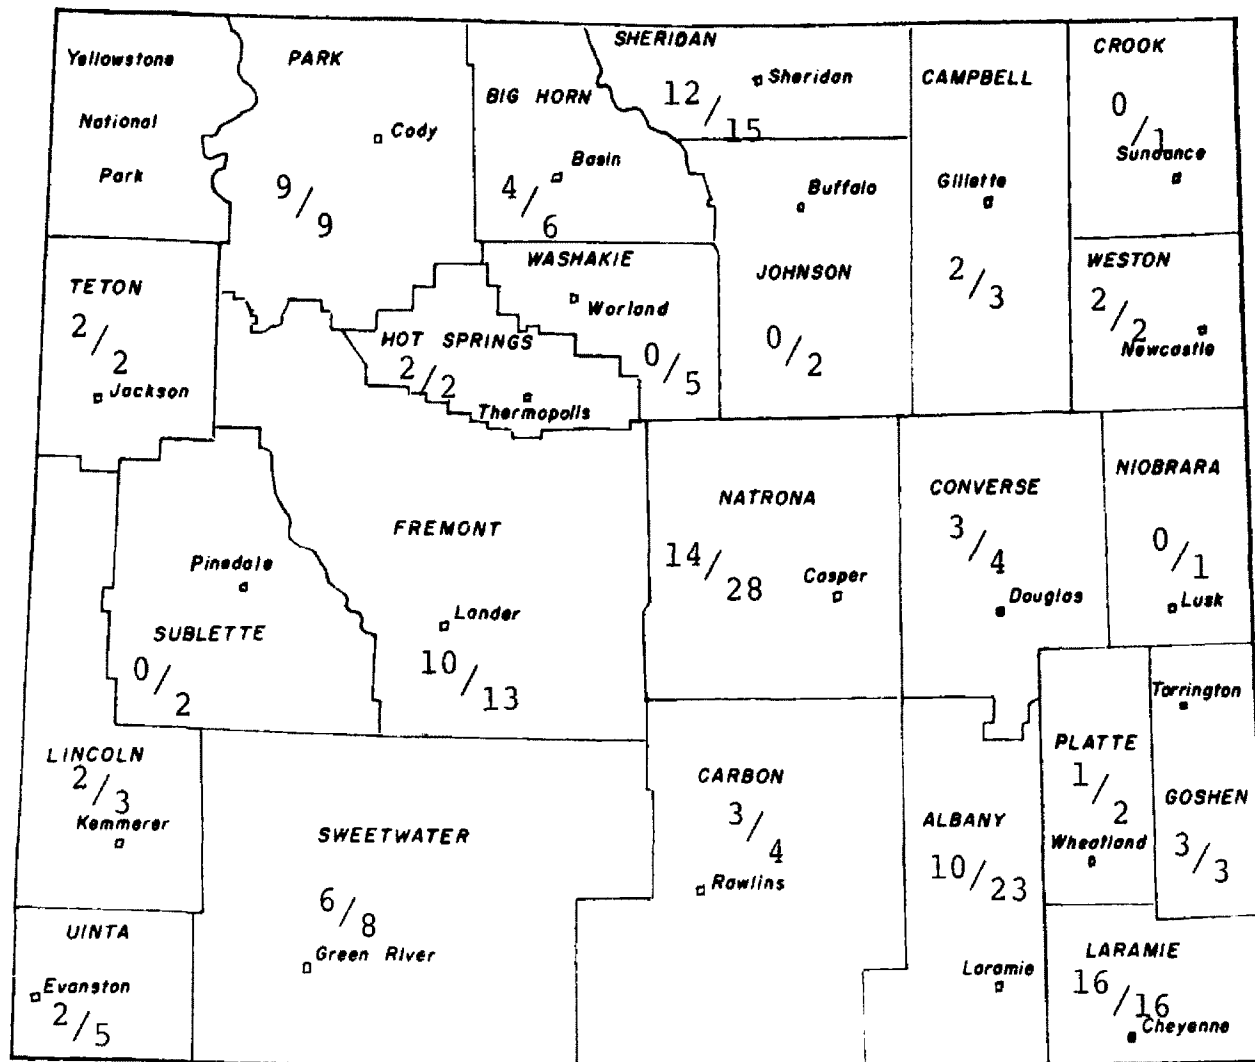 Yellowstone
National
Park
PARK
Cody
9/9
BIG HORN
Basin
4/6
SHERIDAN
Sheridan
12/15
CAMPBELL
Gillette
2/3
CROOK
0/1
Sundance
Buffalo
JOHNSON
0/2
TETON
2/2
Jackson
WASHAKIE
Worland
0/5
HOT SPRINGS
2/2
Thermopolis
WESTON
2/2
Newcastle
FREMONT
Lander
10/13
Pinedale
SUBLETTE
0/2
NATRONA
14/28
Casper
CONVERSE
3/4
Douglas
NIOBRARA
0/1
Lusk
LINCOLN
2/3
Kemmerer
SWEETWATER
6/8
Green River
CARBON
3/4
Rawlins
ALBANY
10/23
Laramie
PLATTE
1/2
Wheatland
Torrington
GOSHEN
3/3
UINTA
Evanston
2/5
LARAMIE
16/16
Cheyenne